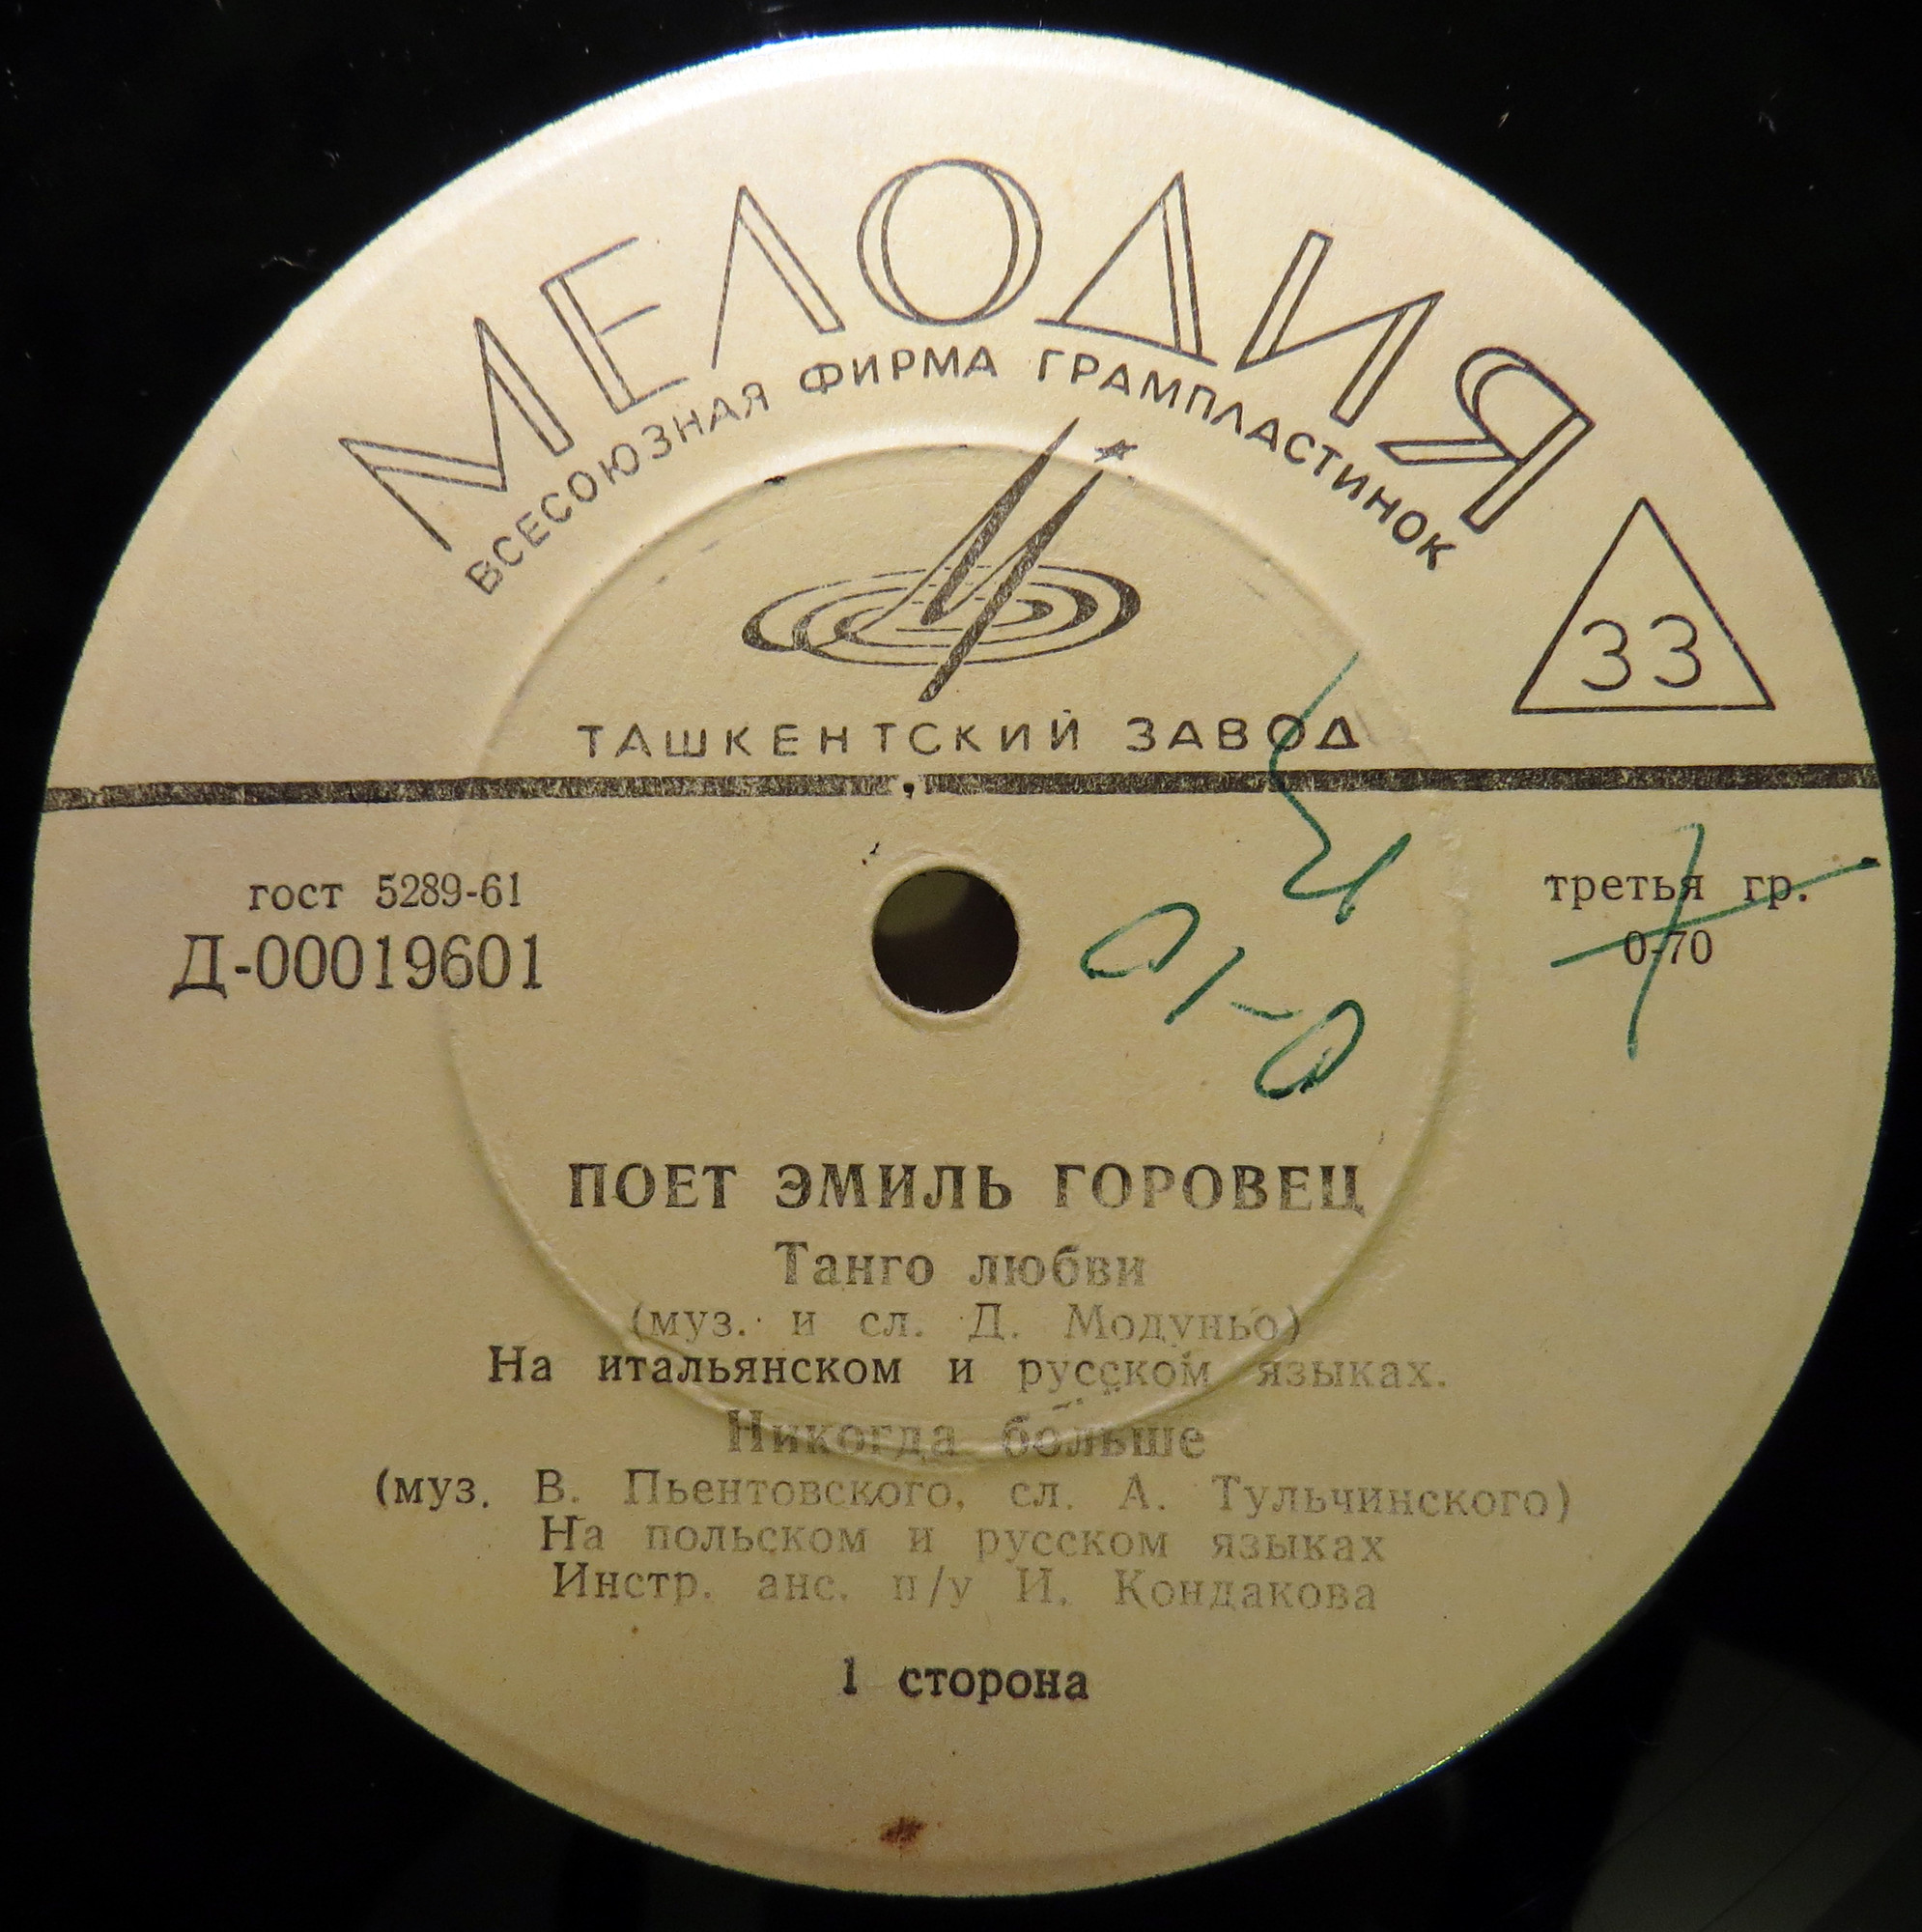 МЕЛОДИЯ
ВСЕСОЮЗНАЯ ФИРМА ГРАМПЛАСТИНОК
33
ТАШКЕНТСКИЙ ЗАВОД
гост 5289-61
Д-00019601
третья гр.
0-70
ПОЕТ ЭМИЛЬ ГОРОВЕЦ
Танго любви
(муз. и сл. Д. Модуньо)
На итальянском и русском языках.
Никогда больше
(муз. В. Пьентовского, сл. А. Тульчинского)
На польском и русском языках
Инстр. анс. п/у И. Кондакова
1 сторона